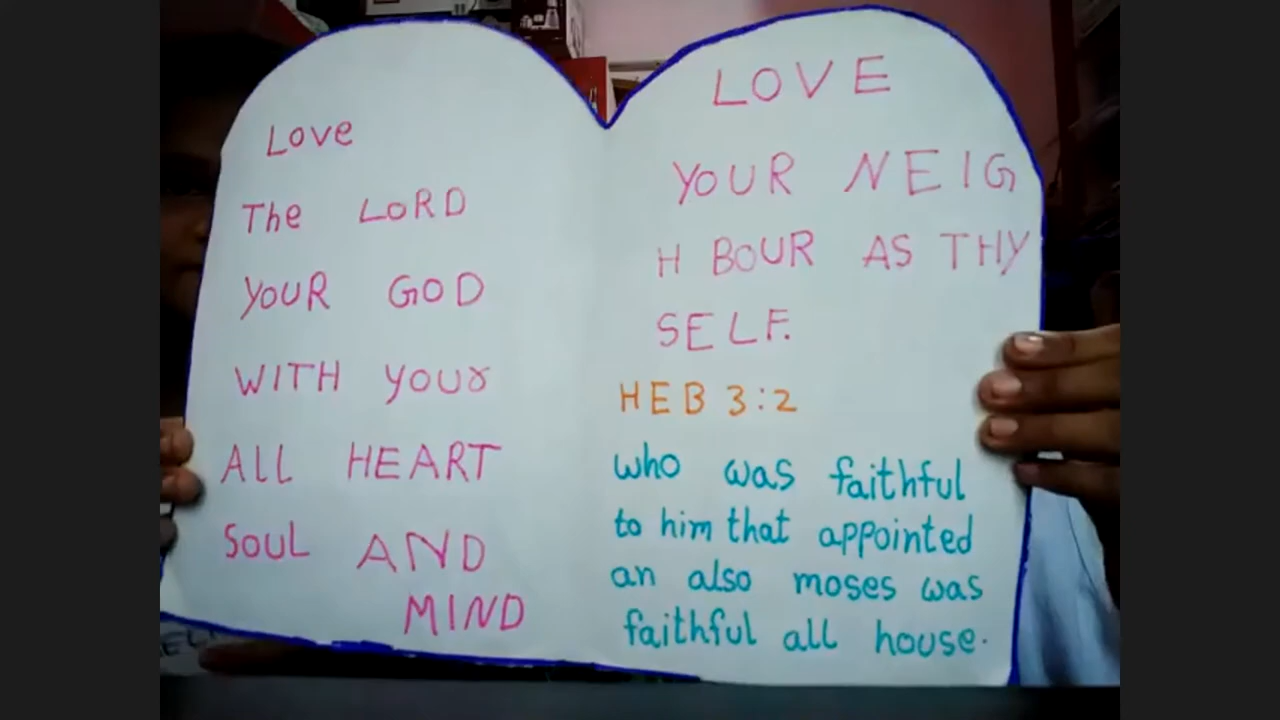 Love
The LORD
YOUR GOD
WITH YOUr
ALL HEART
SOUL AND
MIND
LOVE
YOUR NEIG
H BOUR AS THY
SELF.
HEB 3:2
who was faithful
to him that appointed
an also moses was
faithful all house.